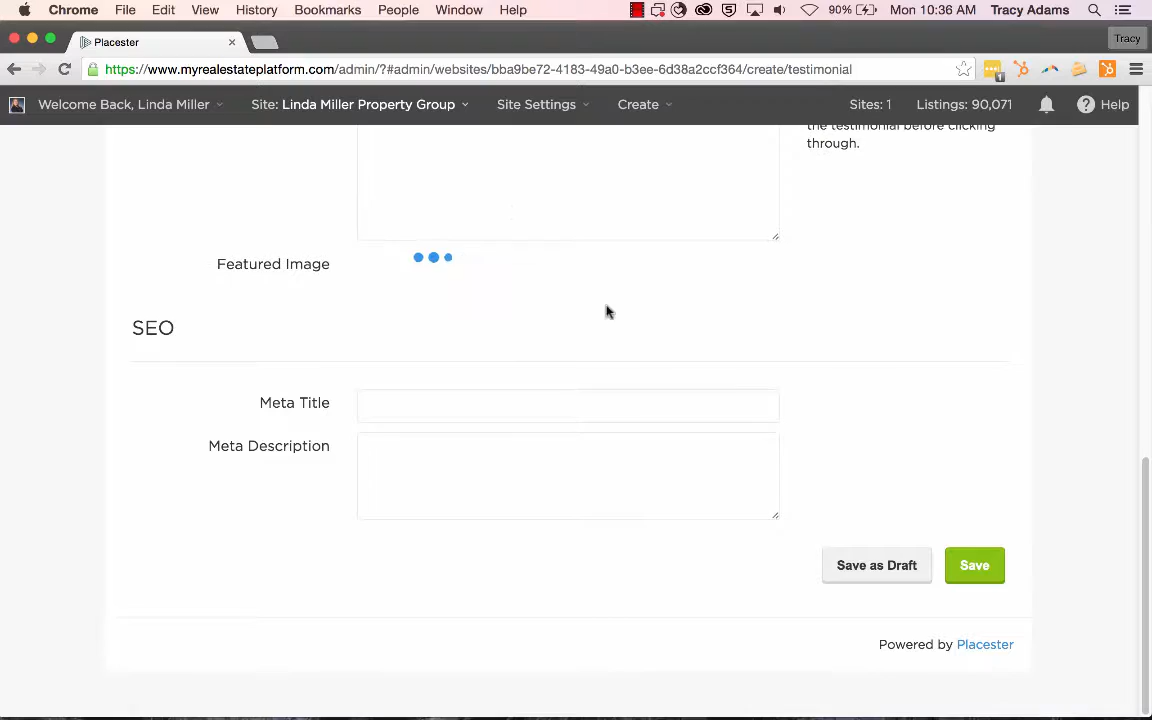 Chrome File Edit View History Bookmarks People Window Help 90% Mon 10:36 AM Tracy Adams
Placester Tracy
https://www.myrealestateplatform.com/admin/?#admin/websites/bba9be72-4183-49a0-b3ee-6d38a2ccf364/create/testimonial
Welcome Back, Linda Miller Site: Linda Miller Property Group Site Settings Create Sites: 1 Listings: 90,071 Help
the testimonial before clicking
through.
Featured Image
SEO
Meta Title
Meta Description
Save as Draft Save
Powered by Placester